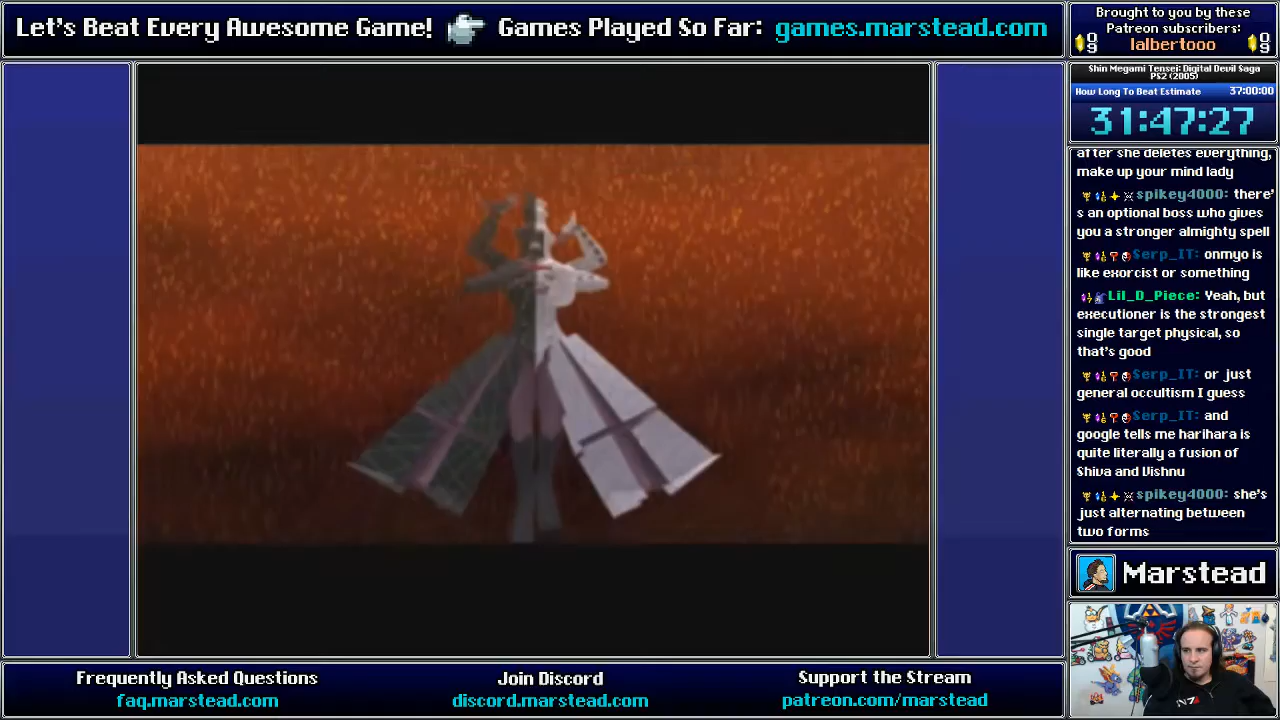 Let's Beat Every Awesome Game! Games Played So Far: games.marstead.com
Brought to you by these
Patreon subscribers:
lalbertooo
Shin Megami Tensei: Digital Devil Saga
PS2 (2005)
How Long To Beat Estimate 37:00:00
31:47:27
after she deletes everything,
make up your mind lady
spikey4000: there'
s an optional boss who gives
you a stronger almighty spell
Serp_IT: onmyo is
like exorcist or something
Lil_D_Piece: Yeah, but
executioner is the strongest
single target physical, so
that's good
Serp_IT: or just
general occultism I guess
Serp_IT: and
google tells me harihara is
quite literally a fusion of
Shiva and Vishnu
spikey4000: she's
just alternating between
two forms
Marstead
Frequently Asked Questions
faq.marstead.com
Join Discord
discord.marstead.com
Support the Stream
patreon.com/marstead